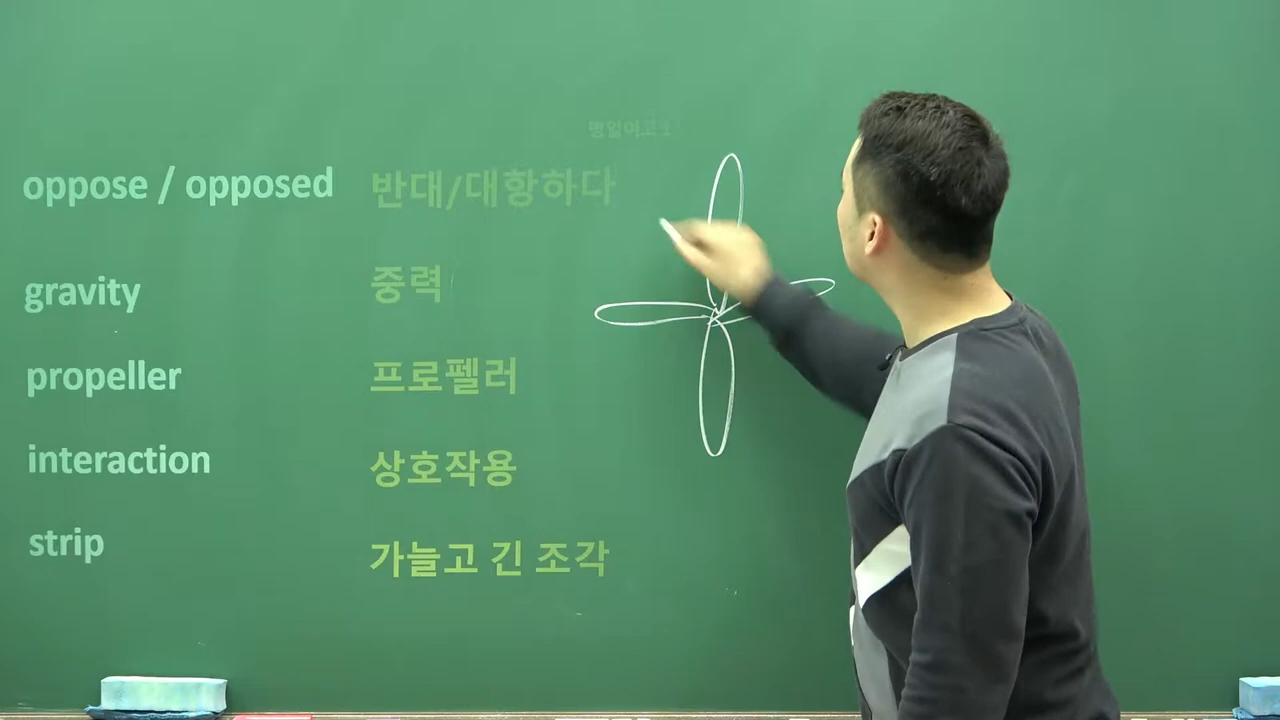 oppose / opposed 반대/대항하다
gravity 중력
propeller 프로펠러
interaction 상호작용
strip 가늘고 긴 조각